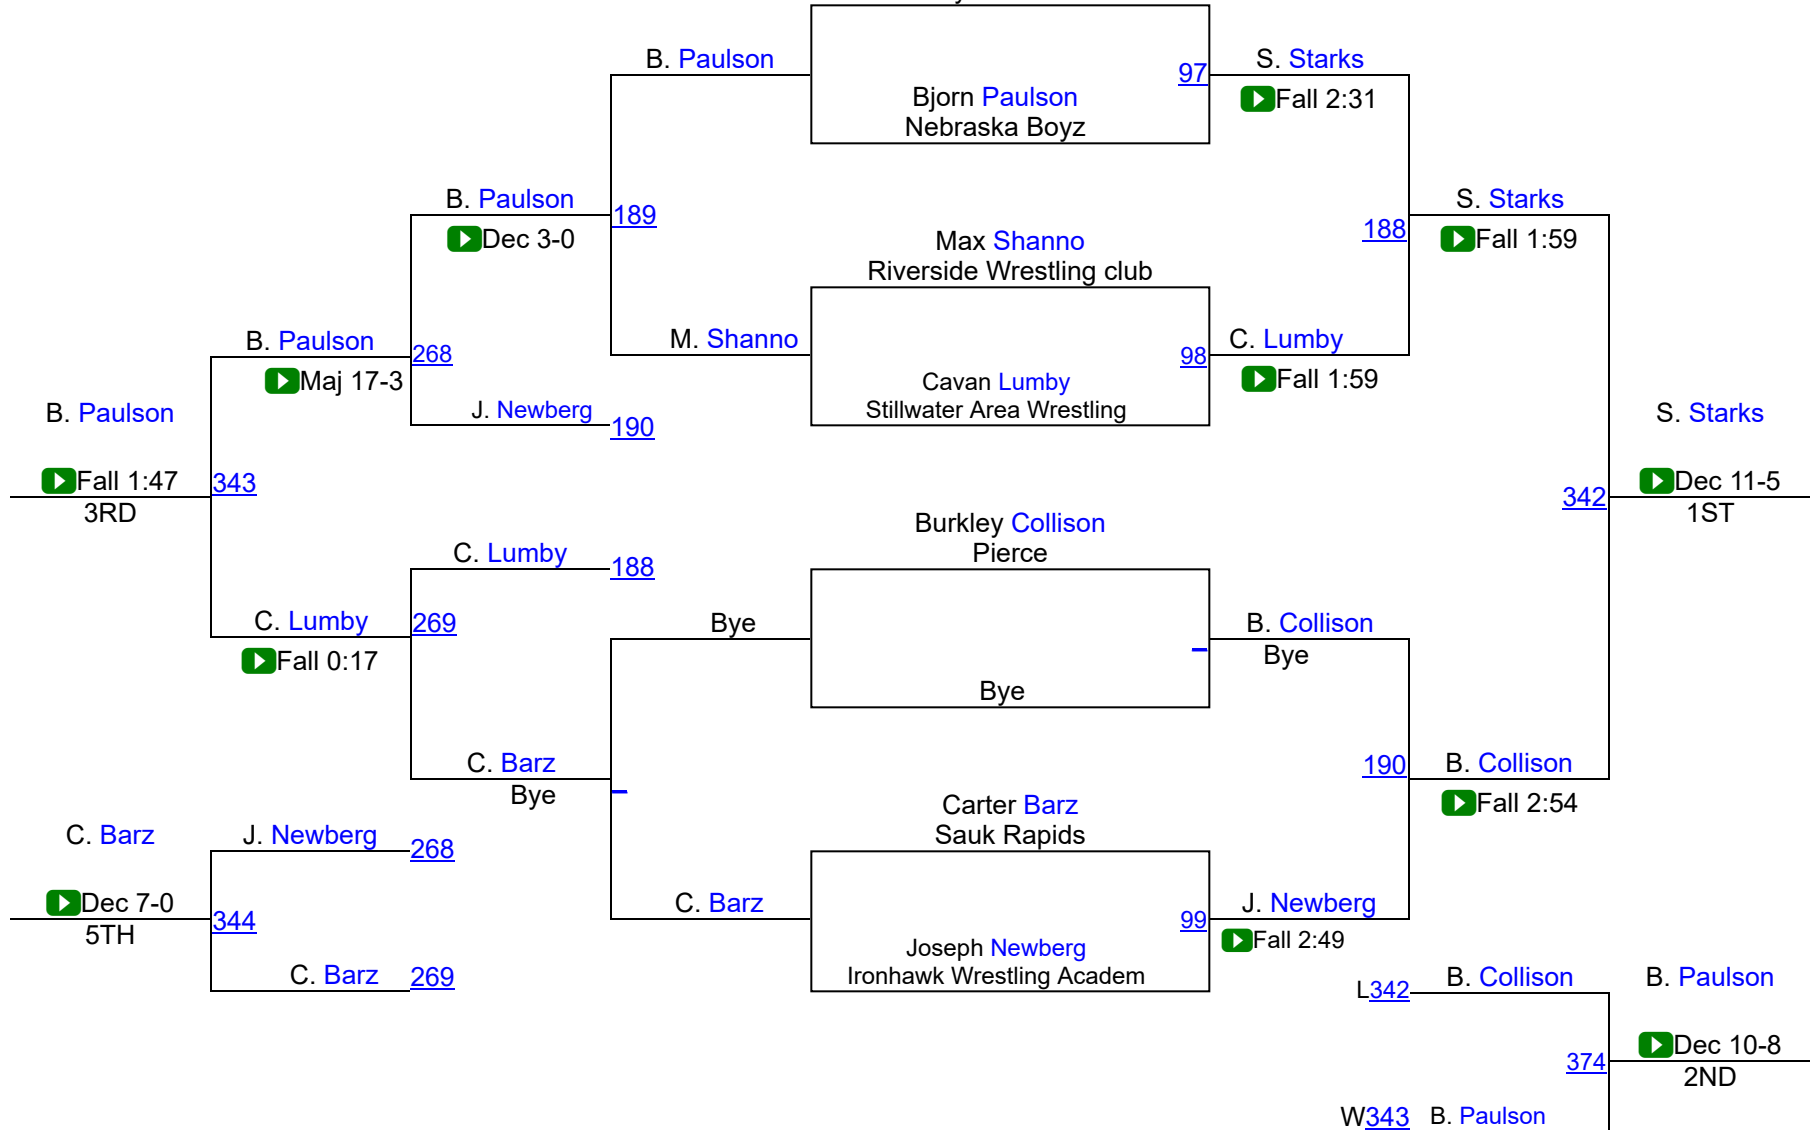 B. Paulson
97
S. Starks
Fall 2:31
Bjorn Paulson
Nebraska Boyz
B. Paulson
Dec 3-0
189
188
S. Starks
Fall 1:59
Max Shanno
Riverside Wrestling club
B. Paulson
Maj 17-3
268
M. Shanno
98
C. Lumby
Fall 1:59
Cavan Lumby
Stillwater Area Wrestling
J. Newberg
190
B. Paulson
Fall 1:47
3RD
343
S. Starks
342
Dec 11-5
1ST
Burkley Collison
Pierce
C. Lumby
188
C. Lumby
Fall 0:17
269
Bye
B. Collison
Bye
Bye
C. Barz
Bye
190
B. Collison
Fall 2:54
Carter Barz
Sauk Rapids
C. Barz
Dec 7-0
5TH
J. Newberg
268
344
C. Barz
269
C. Barz
99
J. Newberg
Fall 2:49
Joseph Newberg
Ironhawk Wrestling Academ
L342
B. Collison
B. Paulson
374
Dec 10-8
2ND
W343
B. Paulson